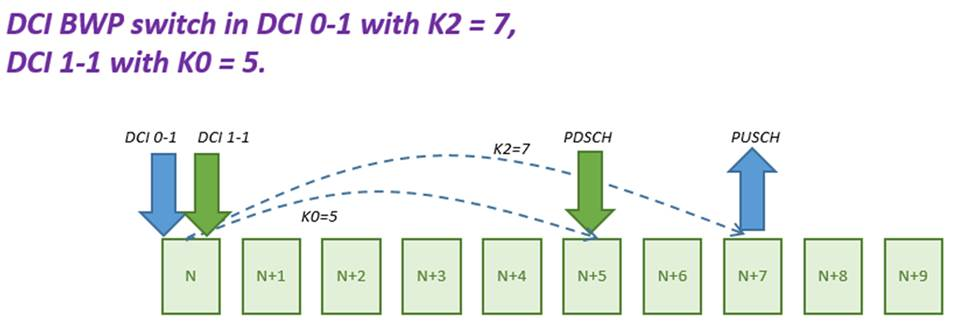 DCI BWP switch in DCI 0-1 with K2 = 7,
DCI 1-1 with K0 = 5.
DCI 0-1 DCI 1-1 PDSCH PUSCH
K2=7
K0=5
N N+1 N+2 N+3 N+4 N+5 N+6 N+7 N+8 N+9